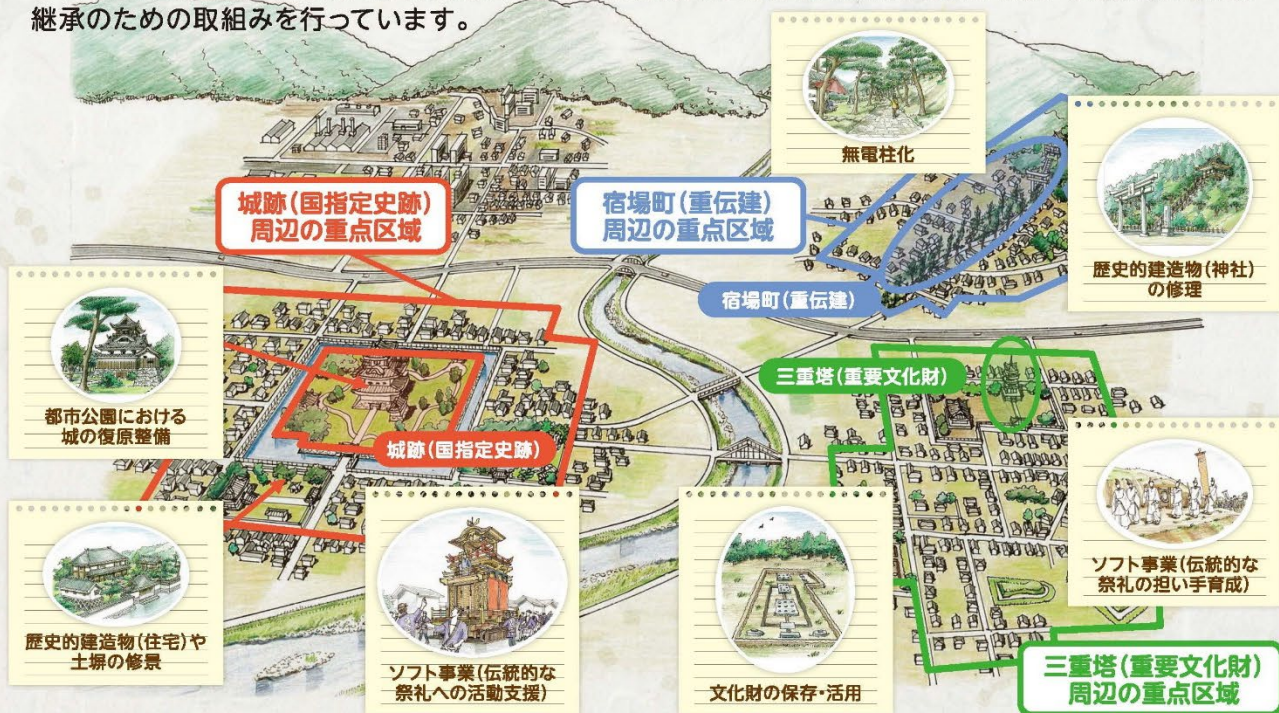 継承のための取組みを行っています。
無電柱化
城跡(国指定史跡)
周辺の重点区域
宿場町(重伝建)
周辺の重点区域
歴史的建造物(神社)
の修理
宿場町(重伝建)
三重塔(重要文化財)
都市公園における
城の復原整備
城跡(国指定史跡)
ソフト事業(伝統的な
祭礼の担い手育成)
歴史的建造物(住宅)や
土塀の修景
ソフト事業(伝統的な
祭礼への活動支援)
文化財の保存・活用
三重塔(重要文化財)
周辺の重点区域